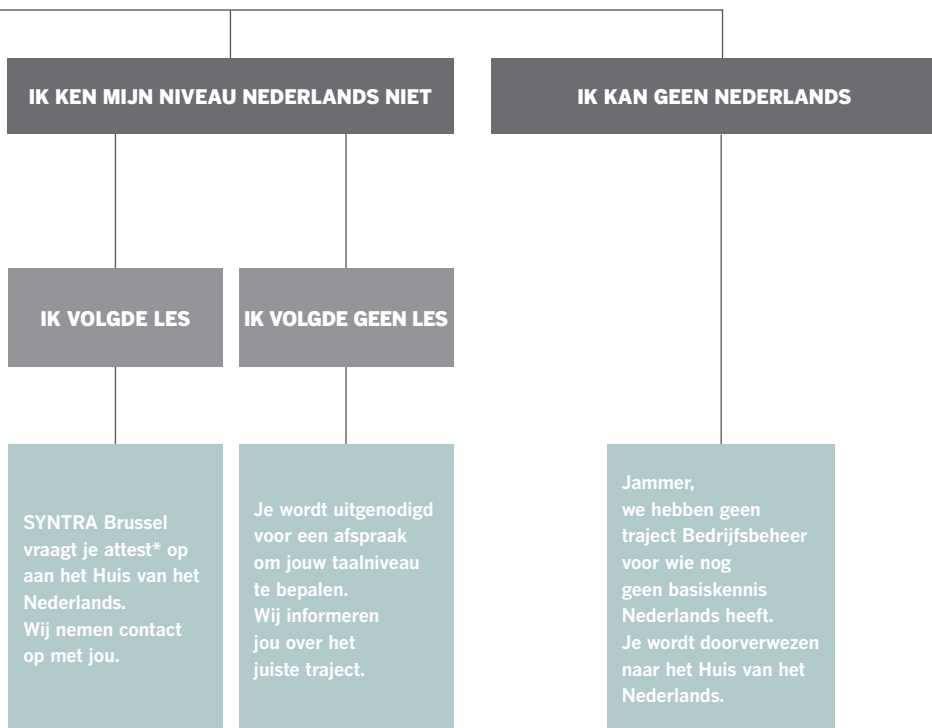 IK KEN MIJN NIVEAU NEDERLANDS NIET
IK KAN GEEN NEDERLANDS
IK VOLGDE LES
IK VOLGDE GEEN LES
SYNTRA Brussel
vraagt je attest* op
aan het Huis van het
Nederlands.
Wij nemen contact
op met jou.
Je wordt uitgenodigd
voor een afspraak
om jouw taalniveau
te bepalen.
Wij informeren
jou over het
juiste traject.
Jammer,
we hebben geen
traject Bedrijfsbeheer
voor wie nog
geen basiskennis
Nederlands heeft.
Je wordt doorverwezen
naar het Huis van het
Nederlands.